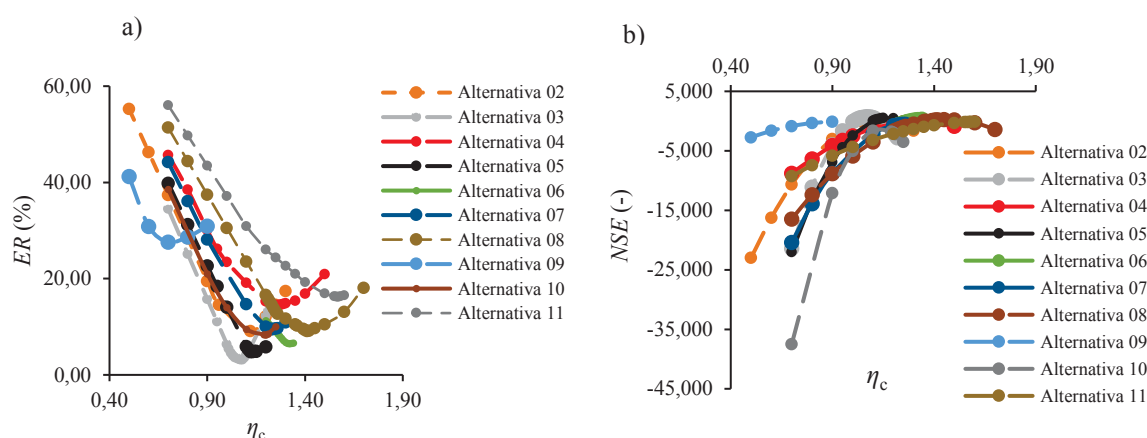 a)
60,00
40,00
20,00
0,00
ER (%)
0,40 0,90 1,40 1,90
ηc
Alternativa 02
Alternativa 03
Alternativa 04
Alternativa 05
Alternativa 06
Alternativa 07
Alternativa 08
Alternativa 09
Alternativa 10
Alternativa 11
b)
0,40 0,90 1,40 1,90
5,000
-5,000
-15,000
-25,000
-35,000
-45,000
NSE (-)
ηc
Alternativa 02
Alternativa 03
Alternativa 04
Alternativa 05
Alternativa 06
Alternativa 07
Alternativa 08
Alternativa 09
Alternativa 10
Alternativa 11